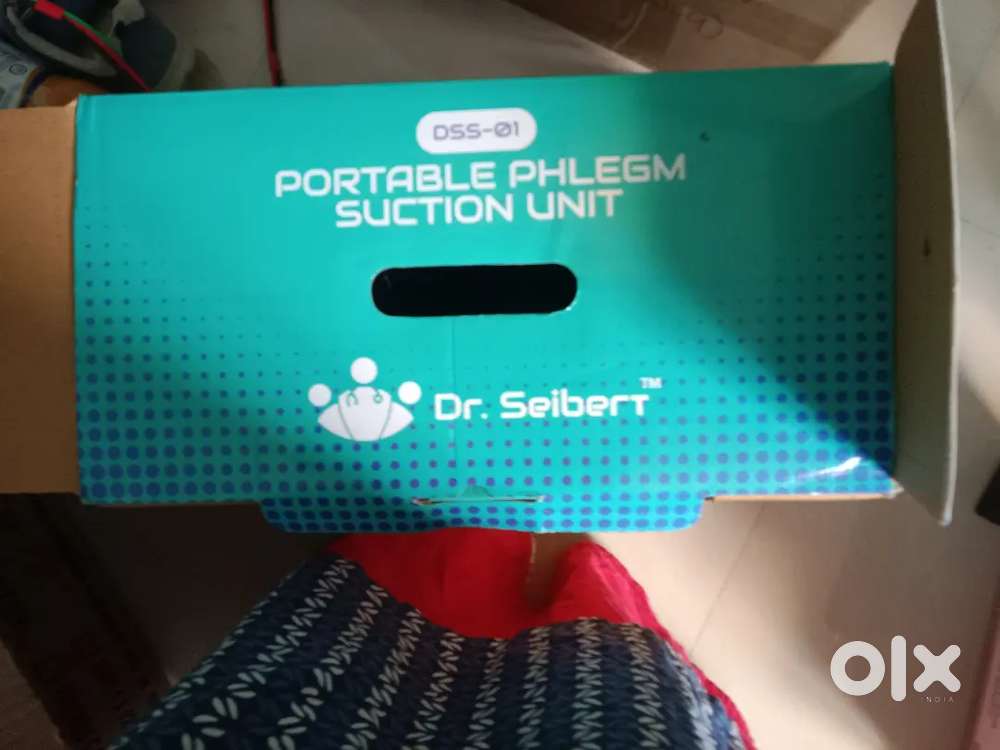 DSS-01
PORTABLE PHLEGM
SUCTION UNIT
Dr. Seibert™
olx
INDIA